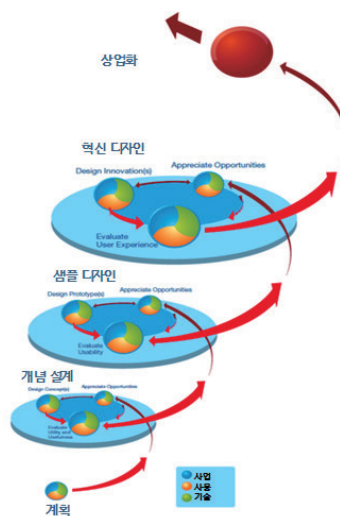 상업화
혁신 디자인
Design Innovation(s)
Appreciate Opportunities
Evaluate
User Experience
샘플 디자인
Design Prototype(s)
Appreciate Opportunities
Evaluate
Usability
개념 설계
Design Concept(s)
Appreciate Opportunities
Evaluate
Utility and
Usefulness
사업
사용
기술
계획